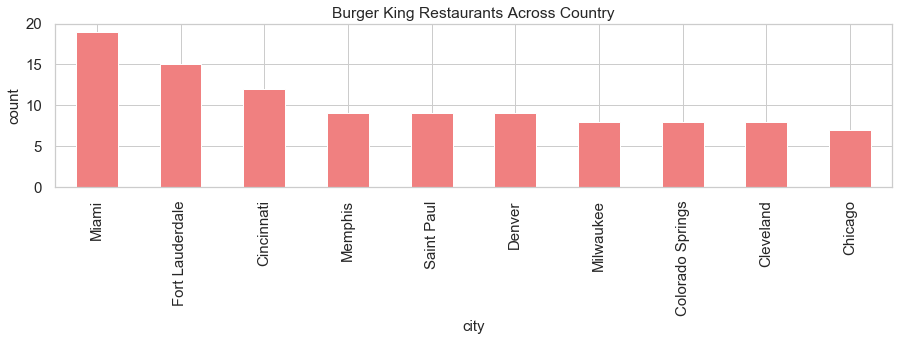 Burger King Restaurants Across Country
20
15
10
5
0
count
Miami
Fort Lauderdale
Cincinnati
Memphis
Saint Paul
Denver
Milwaukee
Colorado Springs
Cleveland
Chicago
city